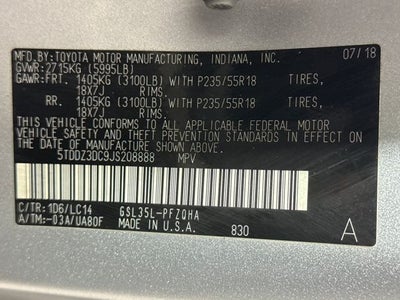 MFD.BY:TOYOTA MOTOR MANUFACTURING, INDIANA, INC. 07/18
GVWR:2715KG(5995LB)
GAWR:FRT. 1405KG (3100LB) WITH P235/55R18 TIRES,
18X7J RIMS.
RR. 1405KG (3100LB) WITH P235/55R18 TIRES,
18X7J RIMS.
THIS VEHICLE CONFORMS TO ALL APPLICABLE FEDERAL MOTOR
VEHICLE SAFETY AND THEFT PREVENTION STANDARDS IN EFFECT
ON THE DATE OF MANUFACTURE SHOWN ABOVE.
5TDDZ3DC9JS208888 MPV
C/TR: 1D6/LC14 GSL35L-PFZQHA
A/TM:-03A/UA80F MADE IN U.S.A. 830 A